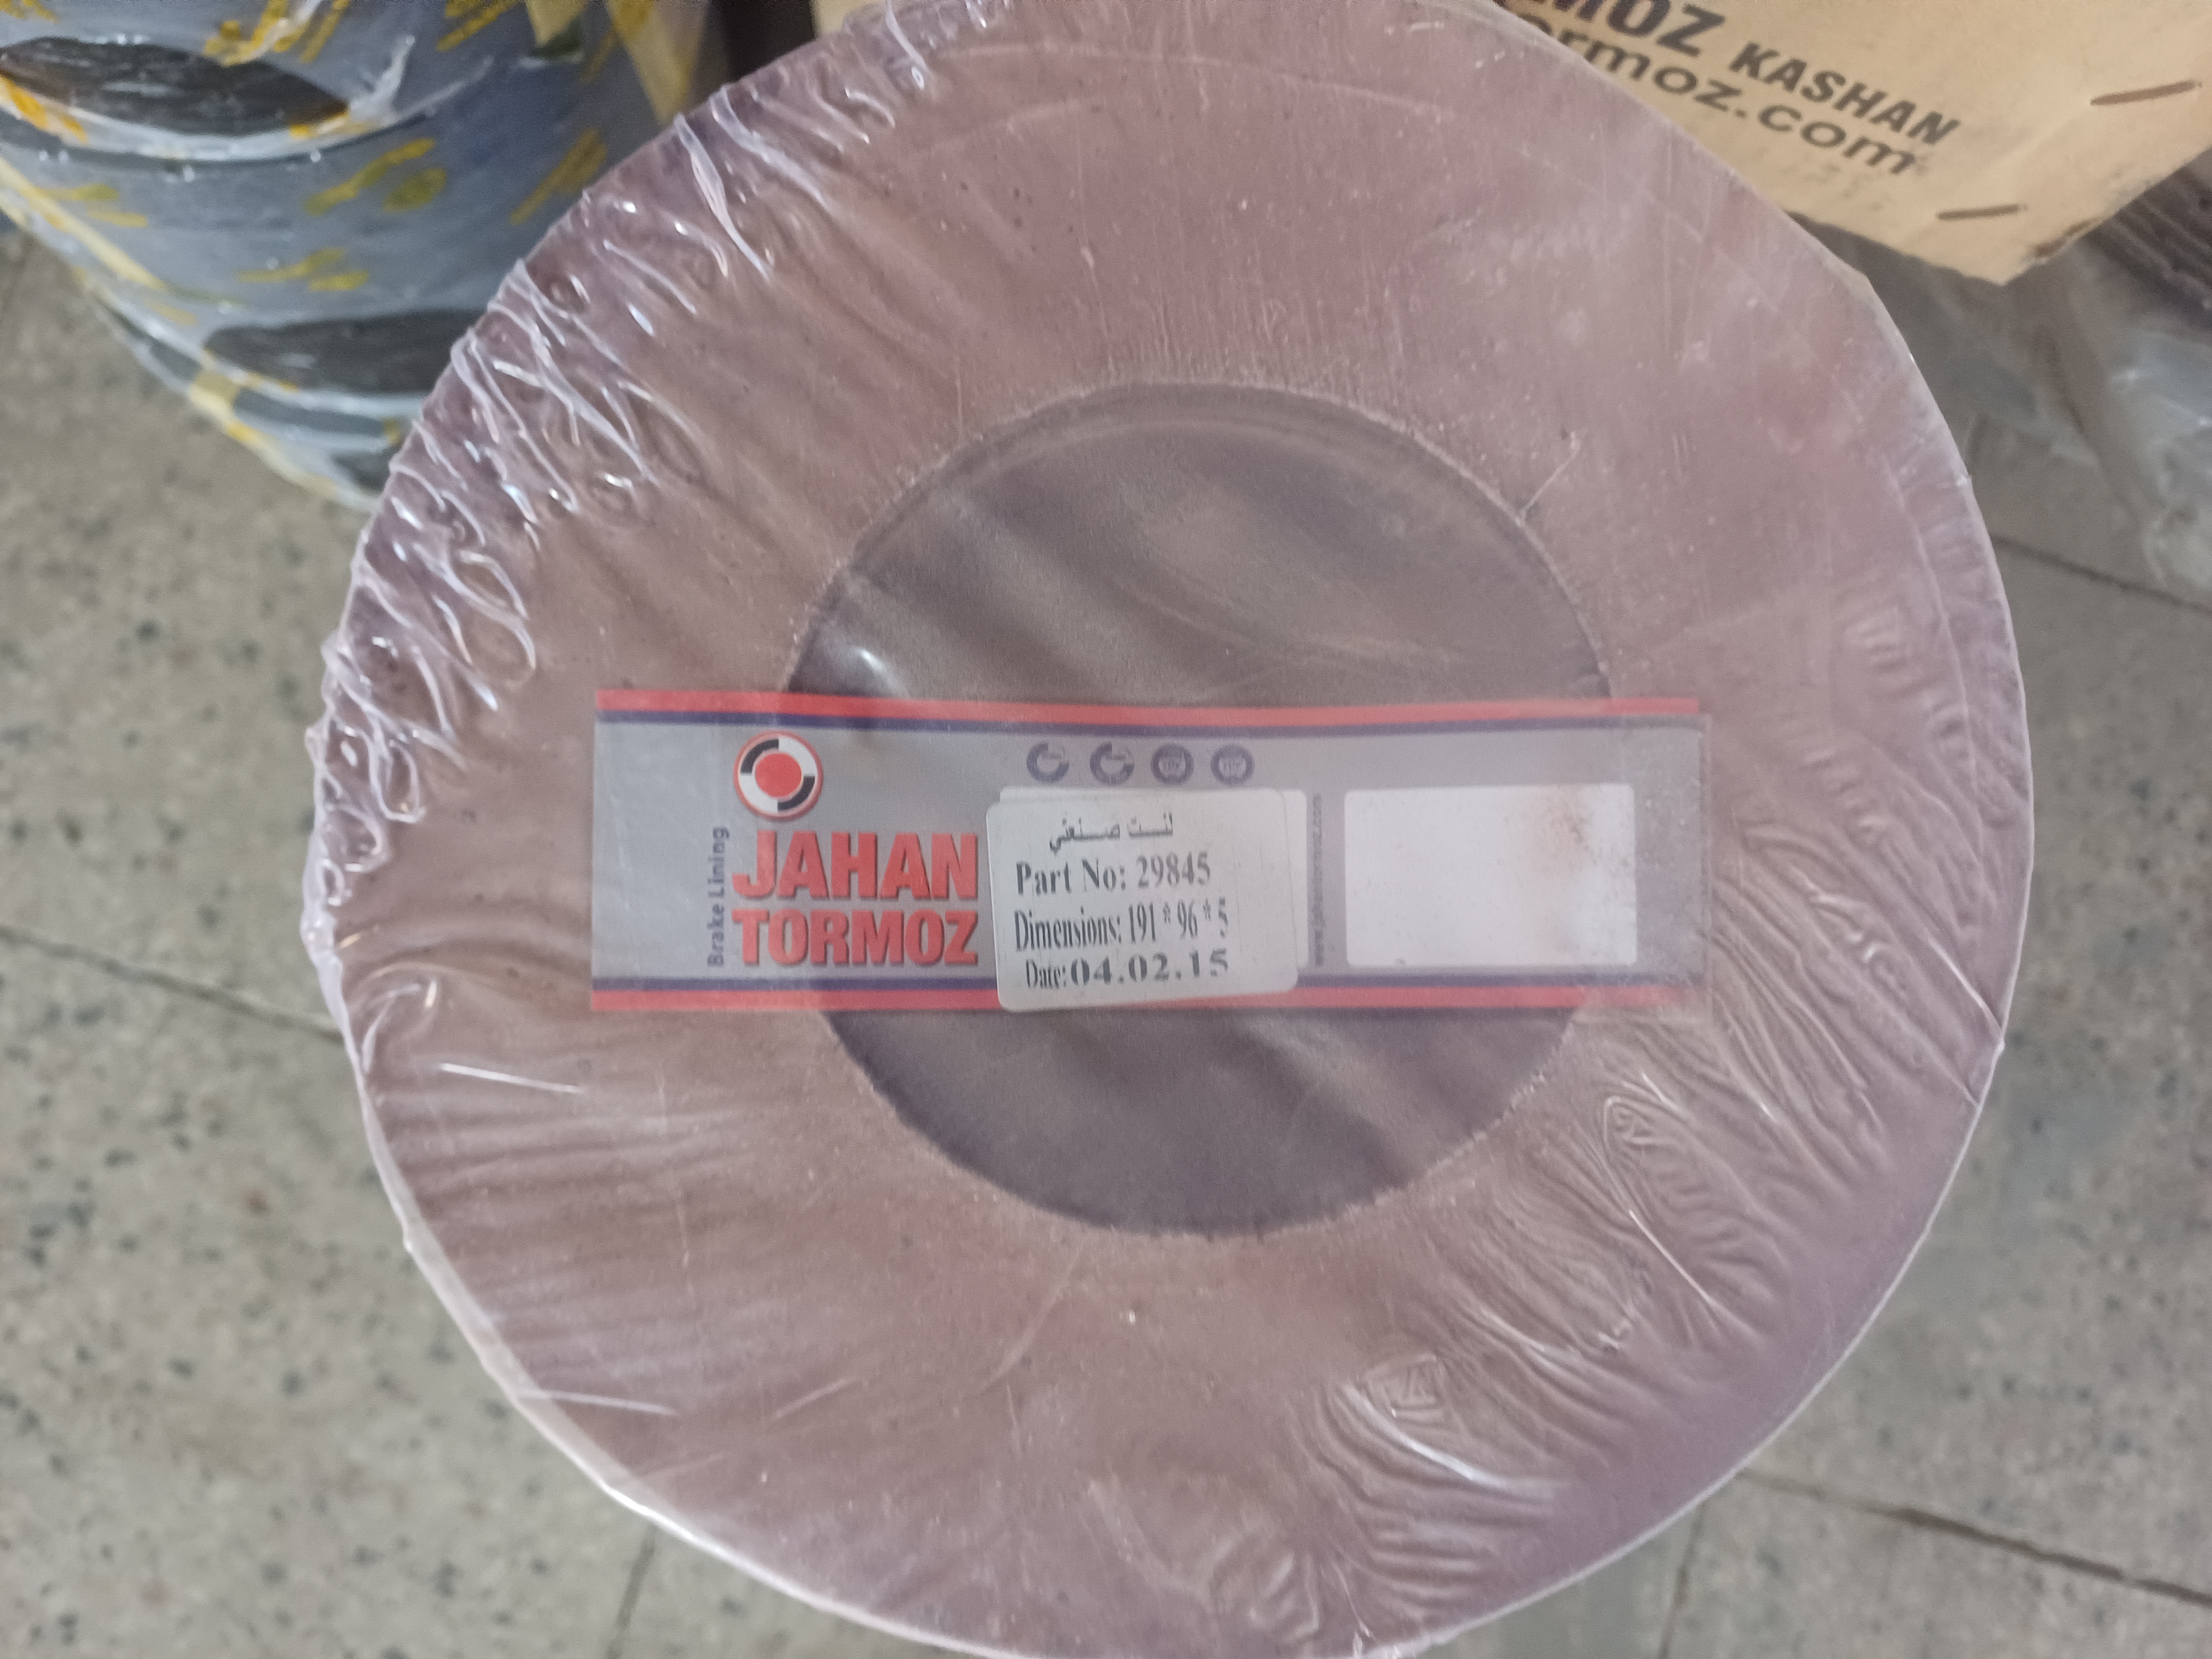 KASHAN
rmoz.com
Brake Lining
JAHAN
TORMOZ
لنت صنعتي
Part No: 29845
Dimensions: 191*96*5
Date: 04.02.15